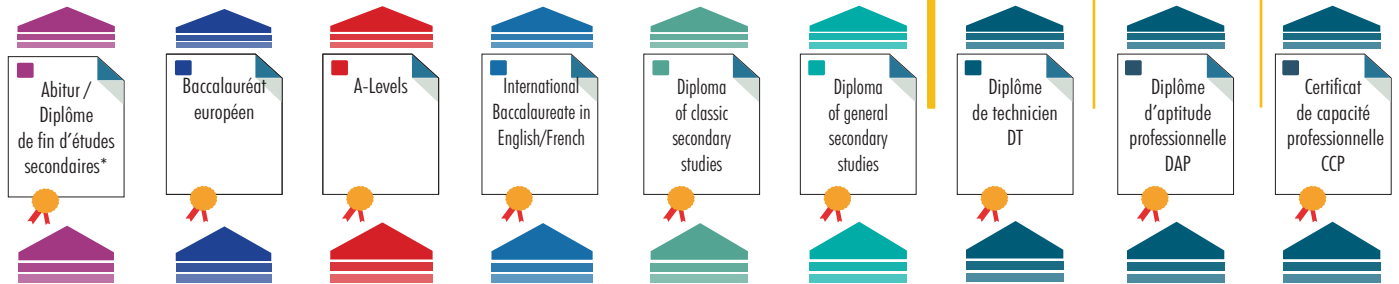 Abitur /
Diplôme
de fin d'études
secondaires*
Baccalauréat
européen
A-Levels
International
Baccalaureate in
English/French
Diploma
of classic
secondary
studies
Diploma
of general
secondary
studies
Diplôme
de technicien
DT
Diplôme
d'aptitude
professionnelle
DAP
Certificat
de capacité
professionnelle
CCP